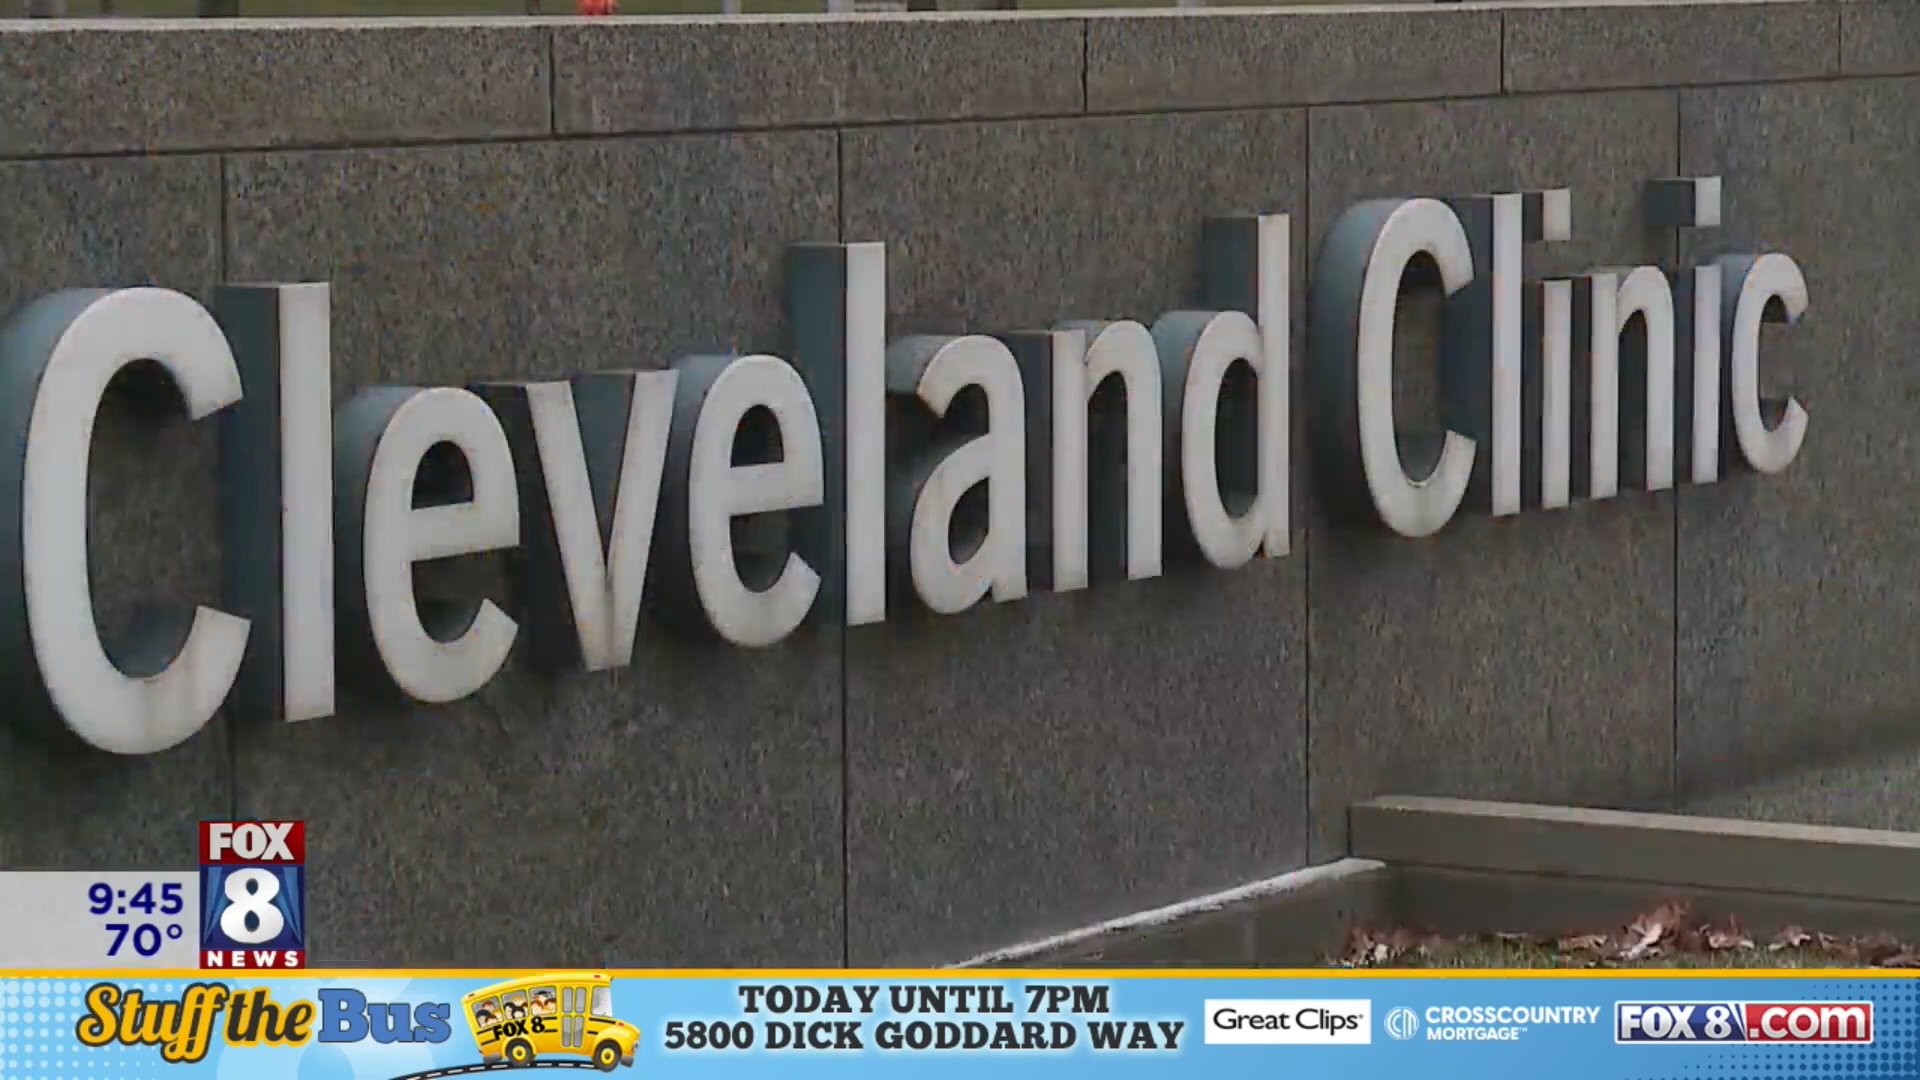 Cleveland Clinic
FOX
8
NEWS
9:45
70°
Stuff the Bus
FOX 8
TODAY UNTIL 7PM
5800 DICK GODDARD WAY
Great Clips®
CROSSCOUNTRY
MORTGAGE™
FOX 8.com